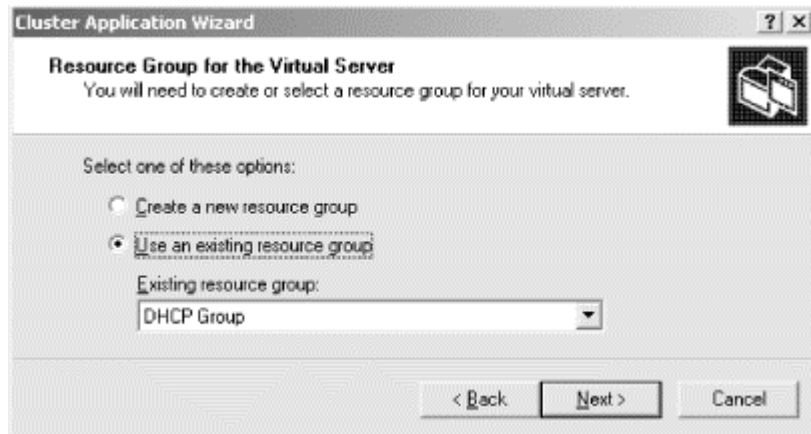 Cluster Application Wizard
Resource Group for the Virtual Server
You will need to create or select a resource group for your virtual server.
Select one of these options:
Create a new resource group
Use an existing resource group
Existing resource group:
DHCP Group
< Back
Next >
Cancel